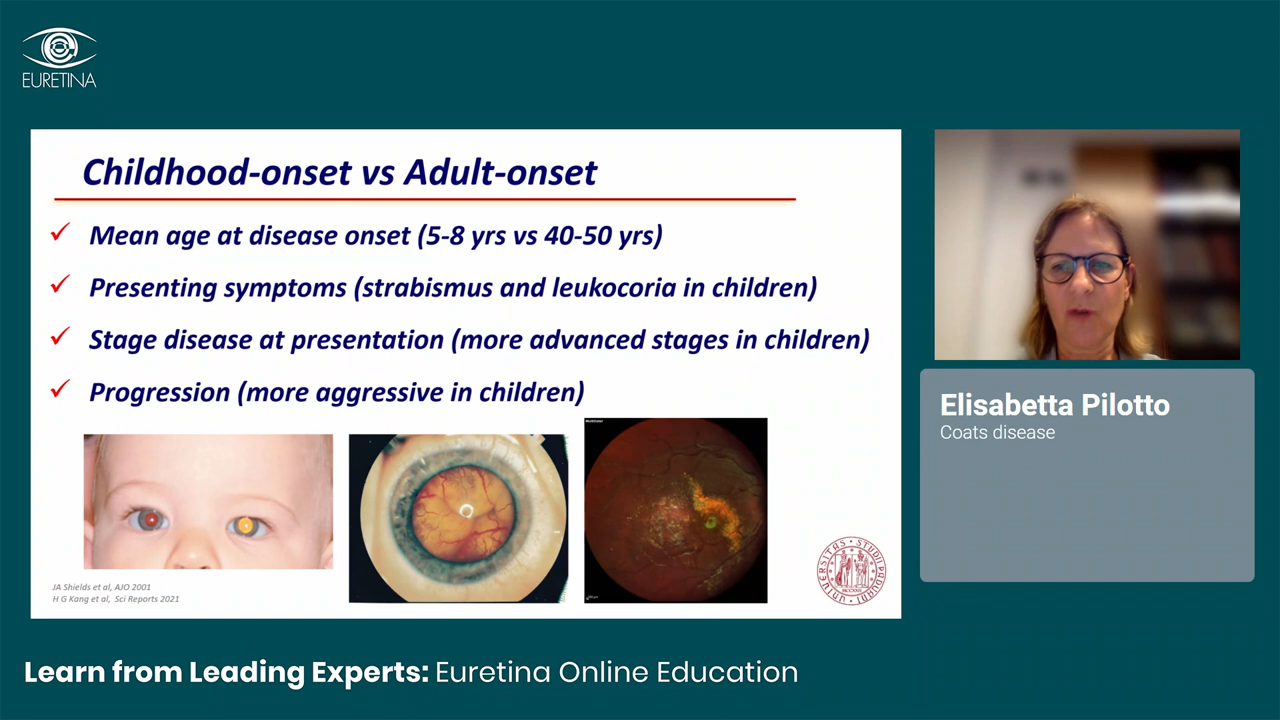 EURETINA
Childhood-onset vs Adult-onset
✓ Mean age at disease onset (5-8 yrs vs 40-50 yrs)
✓ Presenting symptoms (strabismus and leukocoria in children)
✓ Stage disease at presentation (more advanced stages in children)
✓ Progression (more aggressive in children)
JA Shields et al, AJO 2001
H G Kang et al, Sci Reports 2021
Elisabetta Pilotto
Coats disease
Learn from Leading Experts: Euretina Online Education